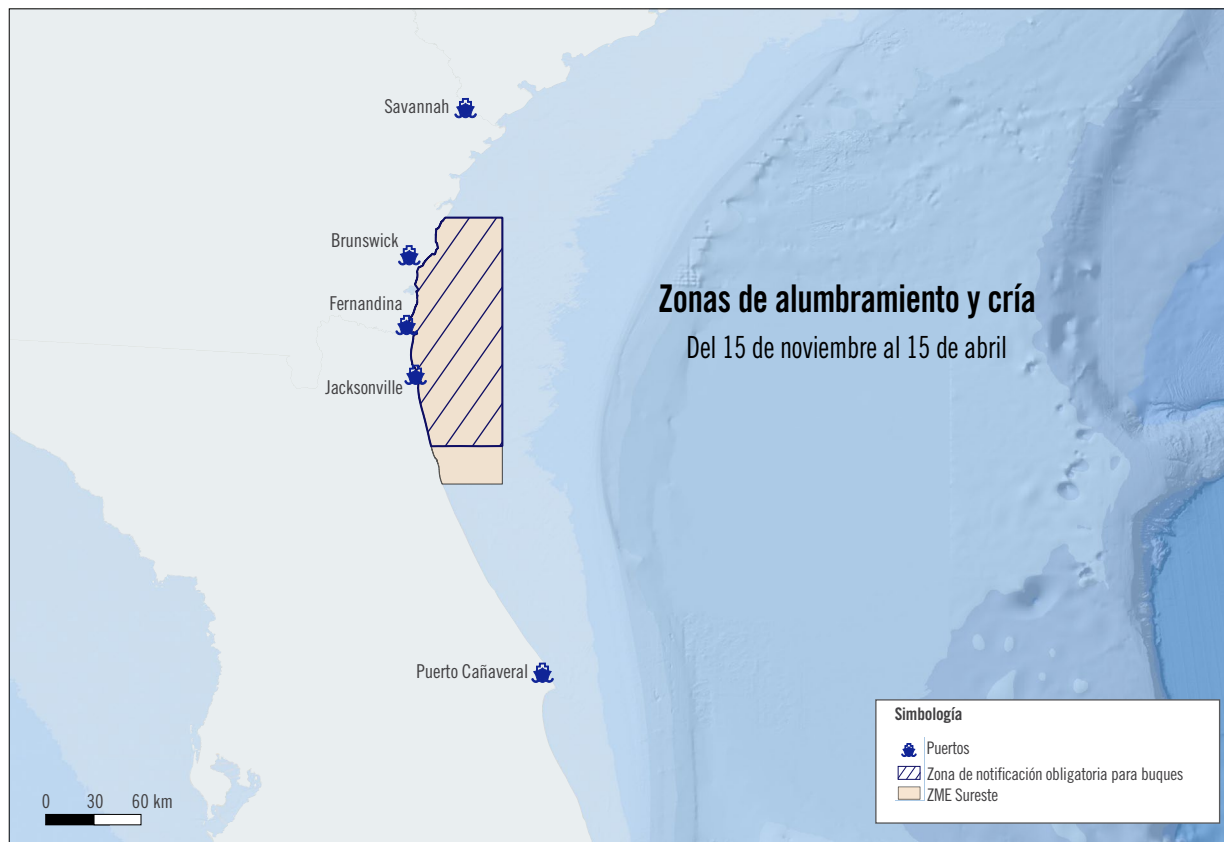 Savannah
Brunswick
Fernandina
Jacksonville
Zonas de alumbramiento y cría
Del 15 de noviembre al 15 de abril
Puerto Cañaveral
Simbología
Puertos
Zona de notificación obligatoria para buques
ZME Sureste
0 30 60 km